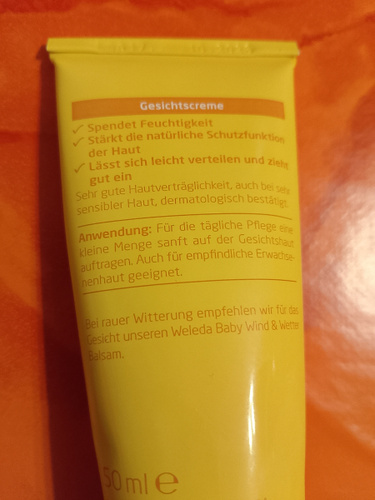 Gesichtscreme
✓ Spendet Feuchtigkeit
✓ Stärkt die natürliche Schutzfunktion
der Haut
✓ Lässt sich leicht verteilen und zieht
gut ein
Sehr gute Hautverträglichkeit, auch bei sehr
sensibler Haut, dermatologisch bestätigt.
Anwendung: Für die tägliche Pflege eine
kleine Menge sanft auf der Gesichtshaut
auftragen. Auch für empfindliche Erwachse-
nenhaut geeignet.
Bei rauer Witterung empfehlen wir für das
Gesicht unseren Weleda Baby Wind & Wetter
Balsam.
50 ml ℮